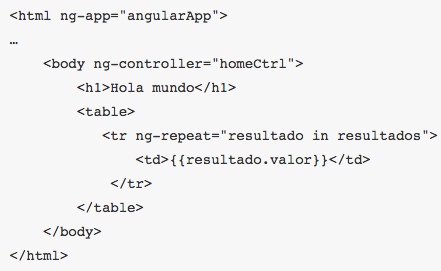 <html ng-app="angularApp">
…
    <body ng-controller="homeCtrl">
        <h1>Hola mundo</h1>
        <table>
           <tr ng-repeat="resultado in resultados">
               <td>{{resultado.valor}}</td>
            </tr>
        </table>
    </body>
</html>